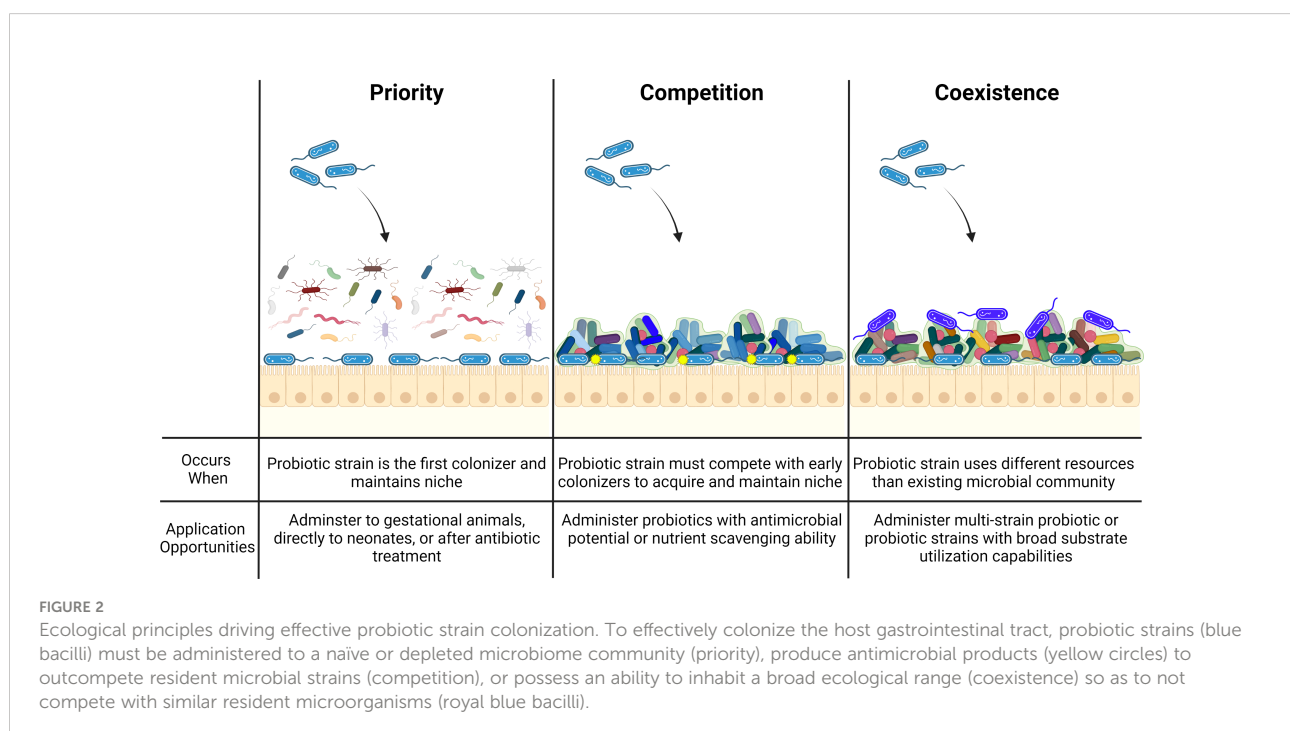 Priority
Competition
Coexistence
Occurs
When
Probiotic strain is the first colonizer and
maintains niche
Probiotic strain must compete with early
colonizers to acquire and maintain niche
Probiotic strain uses different resources
than existing microbial community
Application
Opportunities
Adminster to gestational animals,
directly to neonates, or after antibiotic
treatment
Administer probiotics with antimicrobial
potential or nutrient scavenging ability
Administer multi-strain probiotic or
probiotic strains with broad substrate
utilization capabilities
FIGURE 2
Ecological principles driving effective probiotic strain colonization. To effectively colonize the host gastrointestinal tract, probiotic strains (blue
bacilli) must be administered to a naïve or depleted microbiome community (priority), produce antimicrobial products (yellow circles) to
outcompete resident microbial strains (competition), or possess an ability to inhabit a broad ecological range (coexistence) so as to not
compete with similar resident microorganisms (royal blue bacilli).